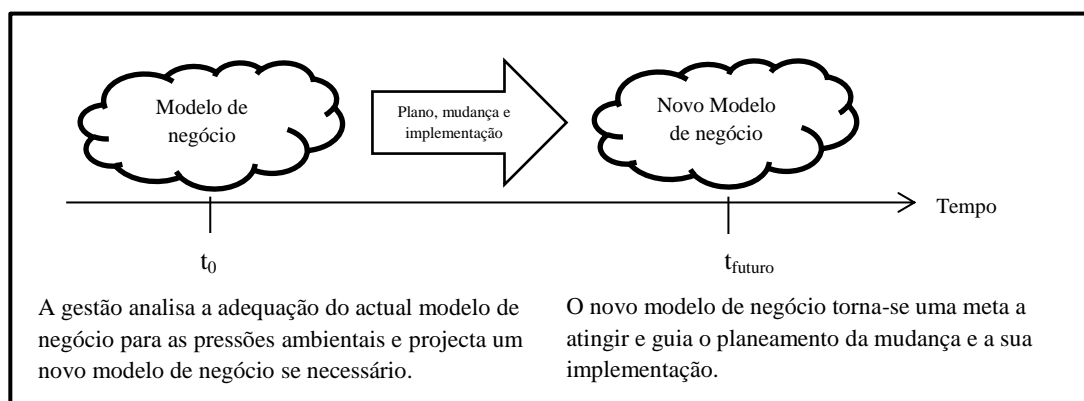 Modelo de
negócio
Plano, mudança e
implementação
Novo Modelo
de negócio
Tempo
t0
tfuturo
A gestão analisa a adequação do actual modelo de
negócio para as pressões ambientais e projecta um
novo modelo de negócio se necessário.
O novo modelo de negócio torna-se uma meta a
atingir e guia o planeamento da mudança e a sua
implementação.